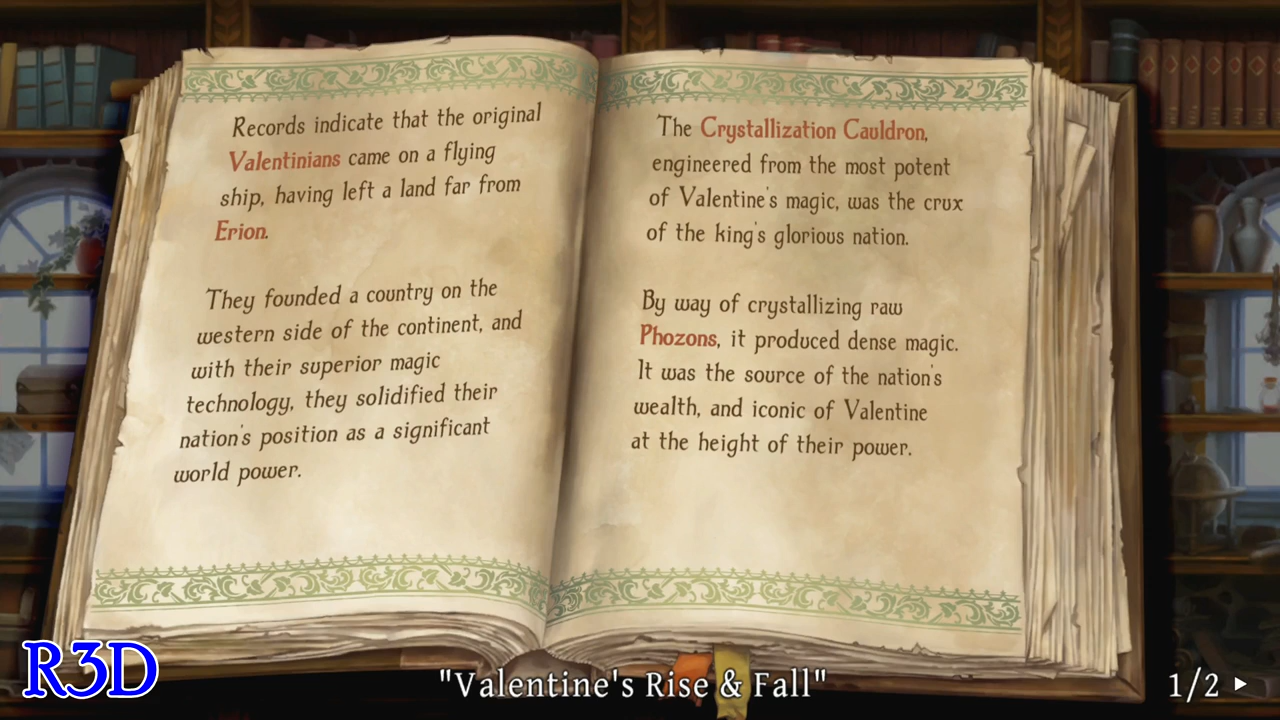 Records indicate that the original
Valentinians came on a flying
ship, having left a land far from
Erion.
They founded a country on the
western side of the continent, and
with their superior magic
technology, they solidified their
nation's position as a significant
world power.
The Crystallization Cauldron,
engineered from the most potent
of Valentine's magic, was the crux
of the king's glorious nation.
By way of crystallizing raw
Phozons, it produced dense magic.
It was the source of the nation's
wealth, and iconic of Valentine
at the height of their power.
R3D
"Valentine's Rise & Fall"
1/2